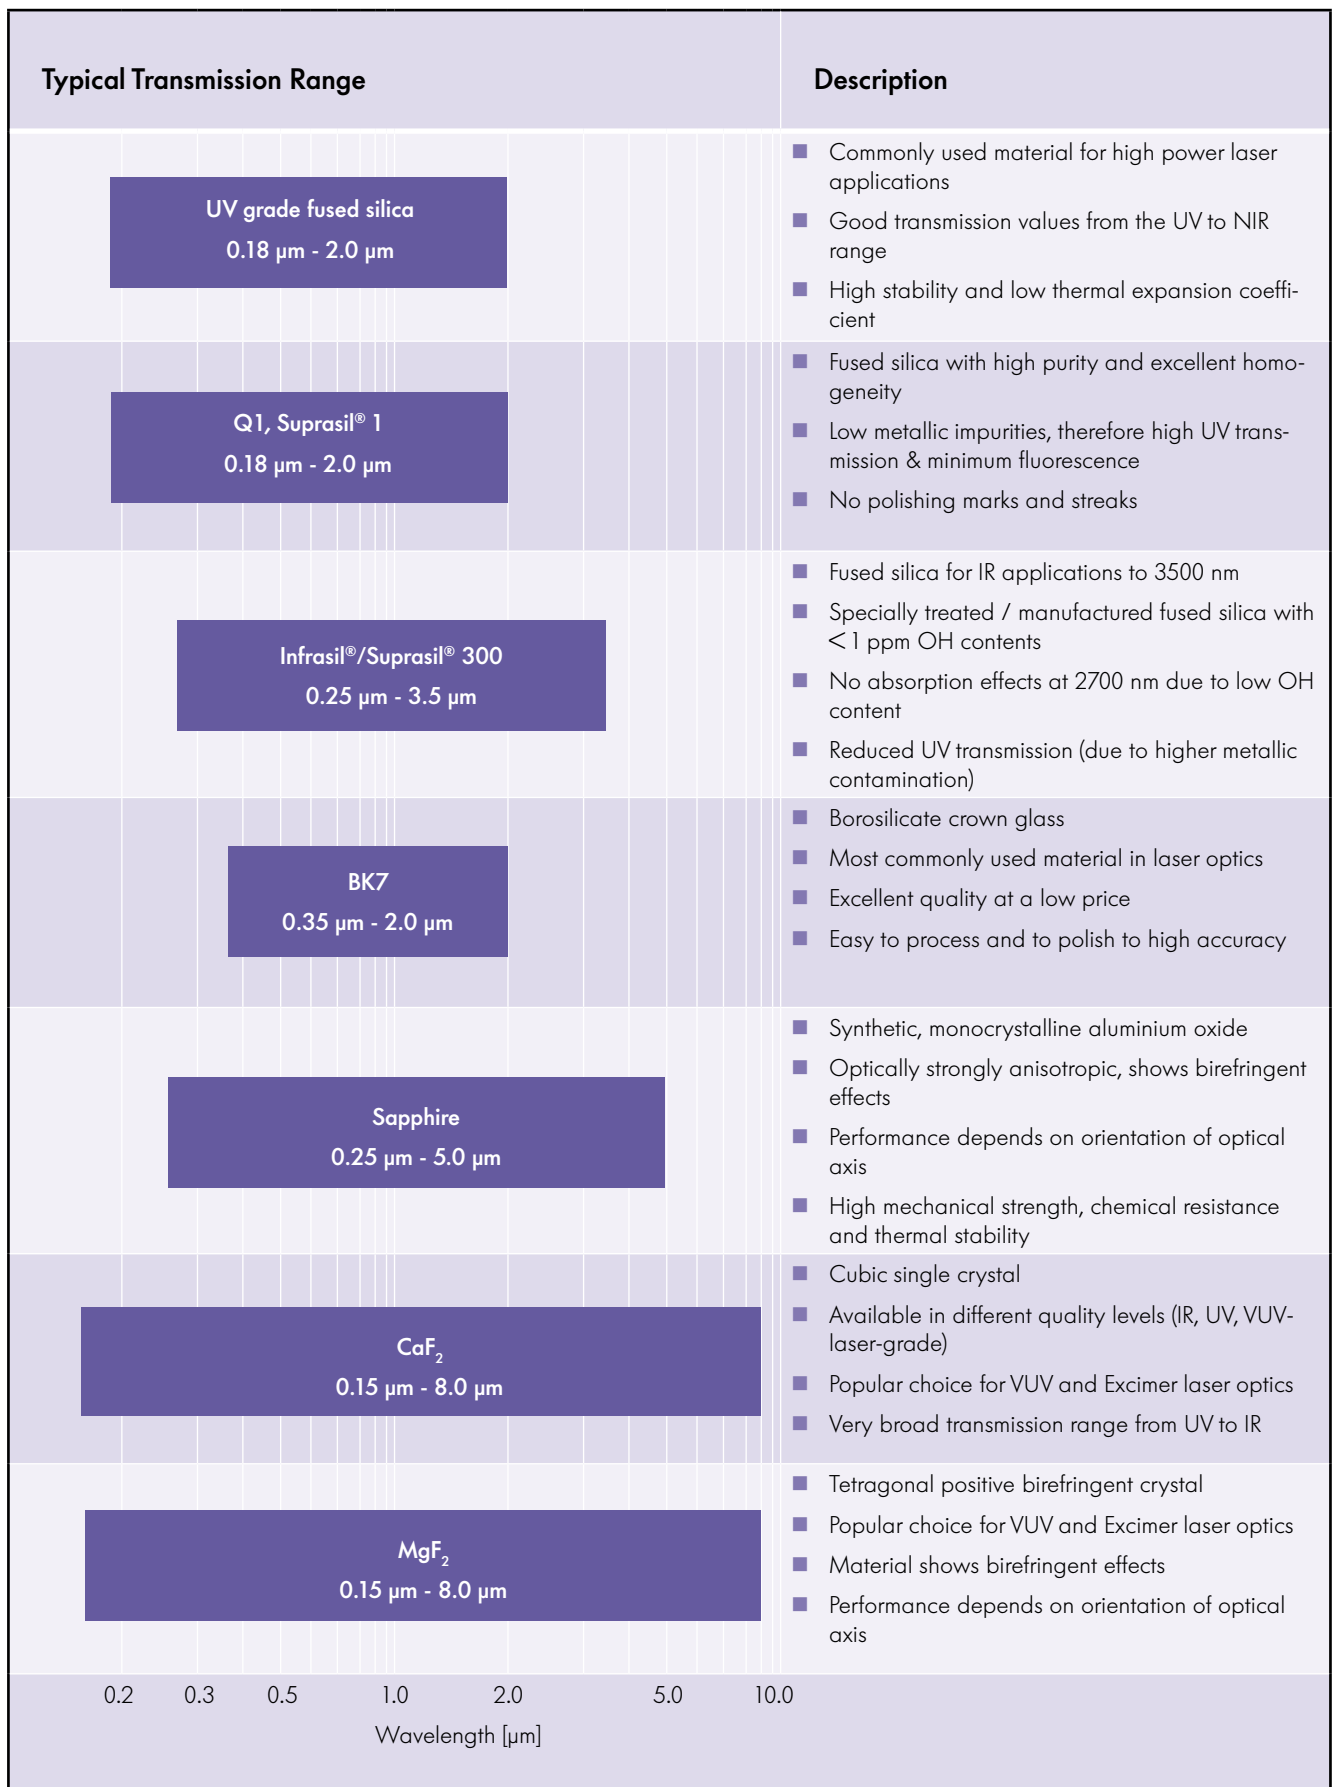 Typical Transmission Range
Description
UV grade fused silica
0.18 µm - 2.0 µm
Commonly used material for high power laser
applications
Good transmission values from the UV to NIR
range
High stability and low thermal expansion coeffi-
cient
Q1, Suprasil® 1
0.18 µm - 2.0 µm
Fused silica with high purity and excellent homo-
geneity
Low metallic impurities, therefore high UV trans-
mission & minimum fluorescence
No polishing marks and streaks
Infrasil®/Suprasil® 300
0.25 µm - 3.5 µm
Fused silica for IR applications to 3500 nm
Specially treated / manufactured fused silica with
< 1 ppm OH contents
No absorption effects at 2700 nm due to low OH
content
Reduced UV transmission (due to higher metallic
contamination)
BK7
0.35 µm - 2.0 µm
Borosilicate crown glass
Most commonly used material in laser optics
Excellent quality at a low price
Easy to process and to polish to high accuracy
Sapphire
0.25 µm - 5.0 µm
Synthetic, monocrystalline aluminium oxide
Optically strongly anisotropic, shows birefringent
effects
Performance depends on orientation of optical
axis
High mechanical strength, chemical resistance
and thermal stability
CaF₂
0.15 µm - 8.0 µm
Cubic single crystal
Available in different quality levels (IR, UV, VUV-
laser-grade)
Popular choice for VUV and Excimer laser optics
Very broad transmission range from UV to IR
MgF₂
0.15 µm - 8.0 µm
Tetragonal positive birefringent crystal
Popular choice for VUV and Excimer laser optics
Material shows birefringent effects
Performance depends on orientation of optical
axis
0.2 0.3 0.5 1.0 2.0 5.0 10.0
Wavelength [µm]